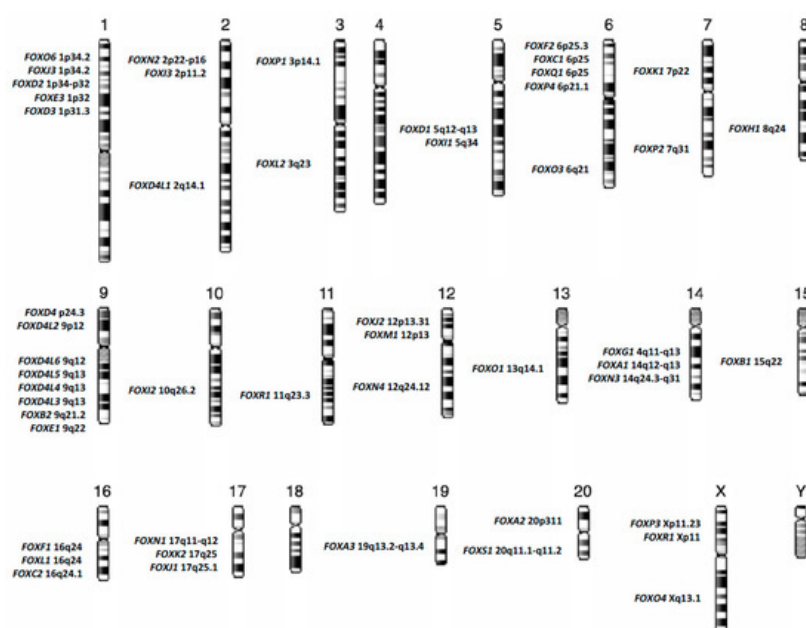 1
FOXO6 1p34.2
FOXJ3 1p34.2
FOXD2 1p34-p32
FOXE3 1p32
FOXD3 1p31.3
2
FOXN2 2p22-p16
FOXI3 2p11.2
FOXD4L1 2q14.1
3
FOXP1 3p14.1
FOXL2 3q23
4
5
FOXD1 5q12-q13
FOXI1 5q34
6
FOXF2 6p25.3
FOXC1 6p25
FOXQ1 6p25
FOXP4 6p21.1
FOXO3 6q21
7
FOXK1 7p22
FOXP2 7q31
8
FOXH1 8q24
9
FOXD4 p24.3
FOXD4L2 9p12
FOXD4L6 9q12
FOXD4L5 9q13
FOXD4L4 9q13
FOXD4L3 9q13
FOXB2 9q21.2
FOXE1 9q22
10
FOXI2 10q26.2
11
FOXR1 11q23.3
12
FOXJ2 12p13.31
FOXM1 12p13
FOXN4 12q24.12
13
FOXO1 13q14.1
14
FOXG1 4q11-q13
FOXA1 14q12-q13
FOXN3 14q24.3-q31
15
FOXB1 15q22
16
FOXF1 16q24
FOXL1 16q24
FOXC2 16q24.1
17
FOXN1 17q11-q12
FOXK2 17q25
FOXJ1 17q25.1
18
19
FOXA3 19q13.2-q13.4
20
FOXA2 20p311
FOXS1 20q11.1-q11.2
X
FOXP3 Xp11.23
FOXR1 Xp11
FOXO4 Xq13.1
Y